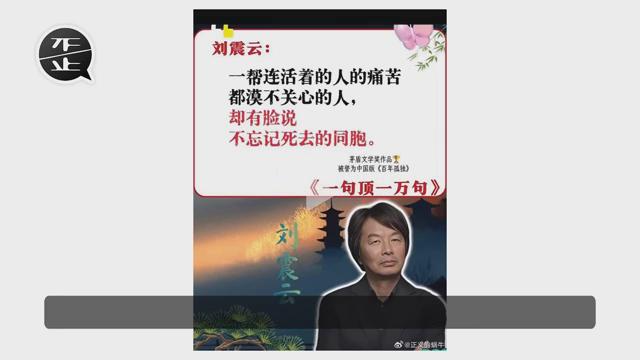 不止
刘震云：
一帮连活着的人的痛苦
都漠不关心的人，
却有脸说
不忘记死去的同胞。
茅盾文学奖作品🏆
被誉为中国版《百年孤独》
《一句顶一万句》
刘震云